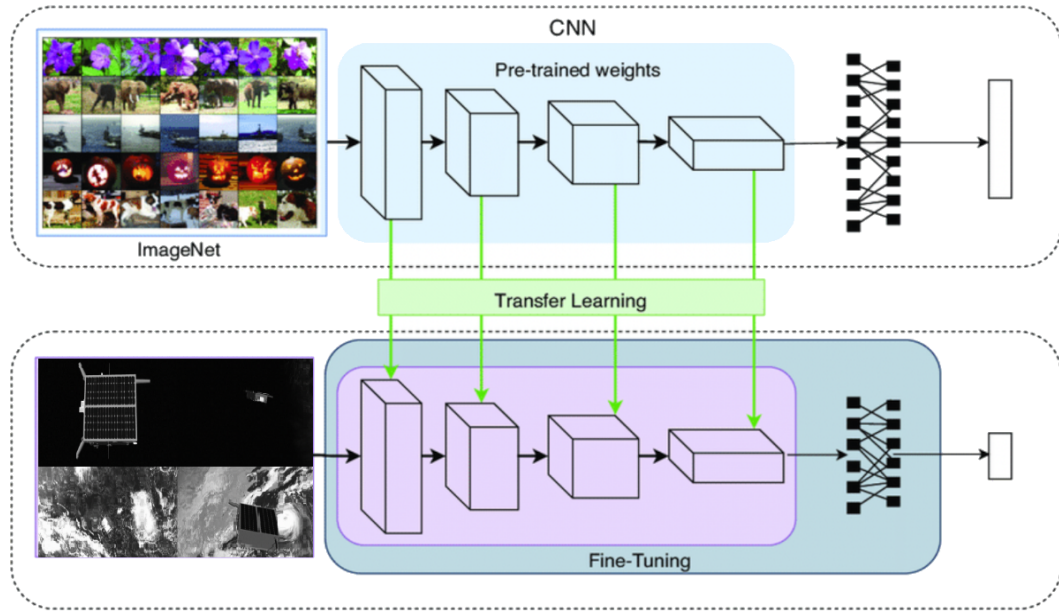 CNN
Pre-trained weights
ImageNet
Transfer Learning
Fine-Tuning